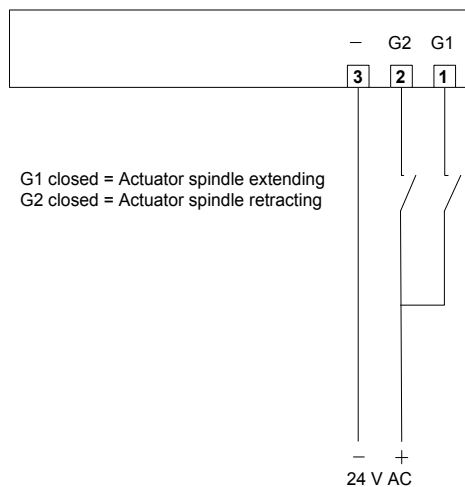 – G2 G1
3 2 1
G1 closed = Actuator spindle extending
G2 closed = Actuator spindle retracting
– +
24 V AC